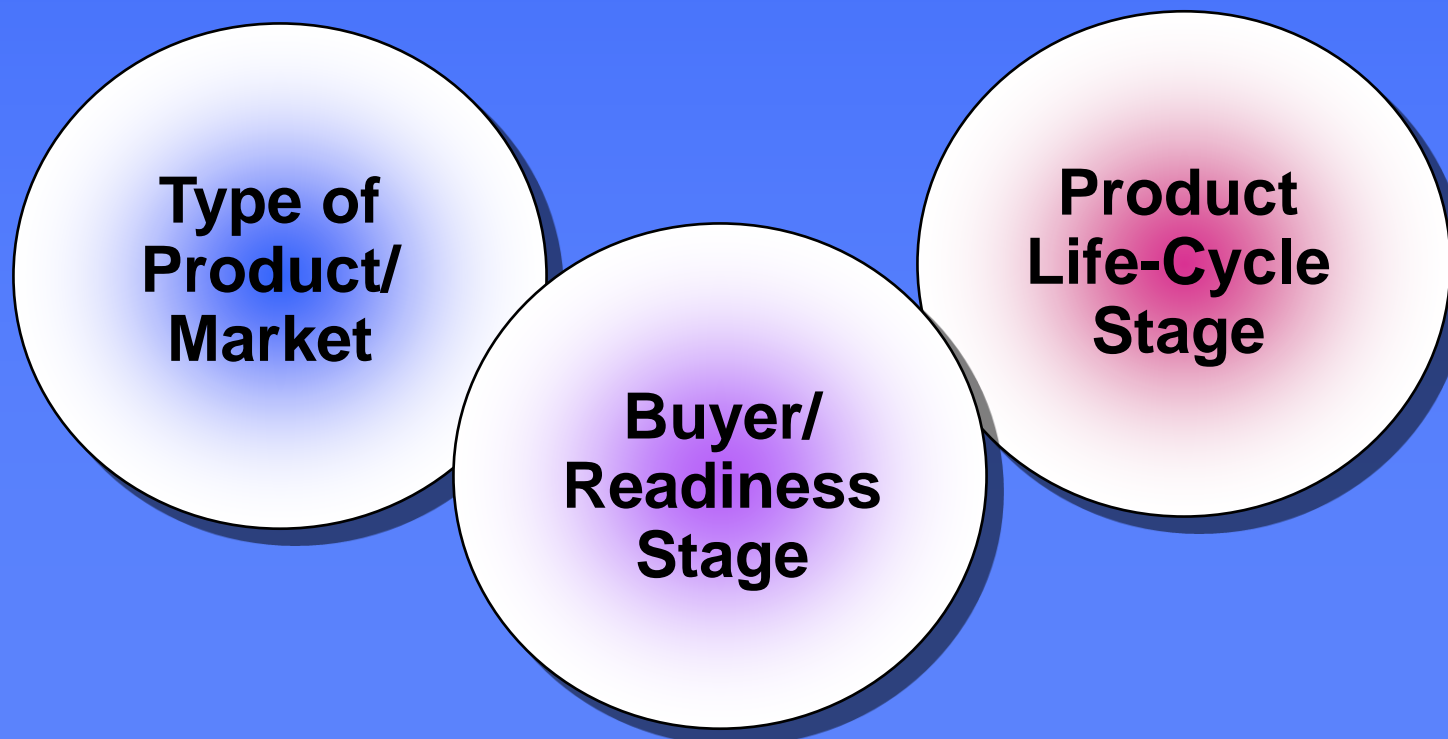 Type of
Product/
Market
Buyer/
Readiness
Stage
Product
Life-Cycle
Stage